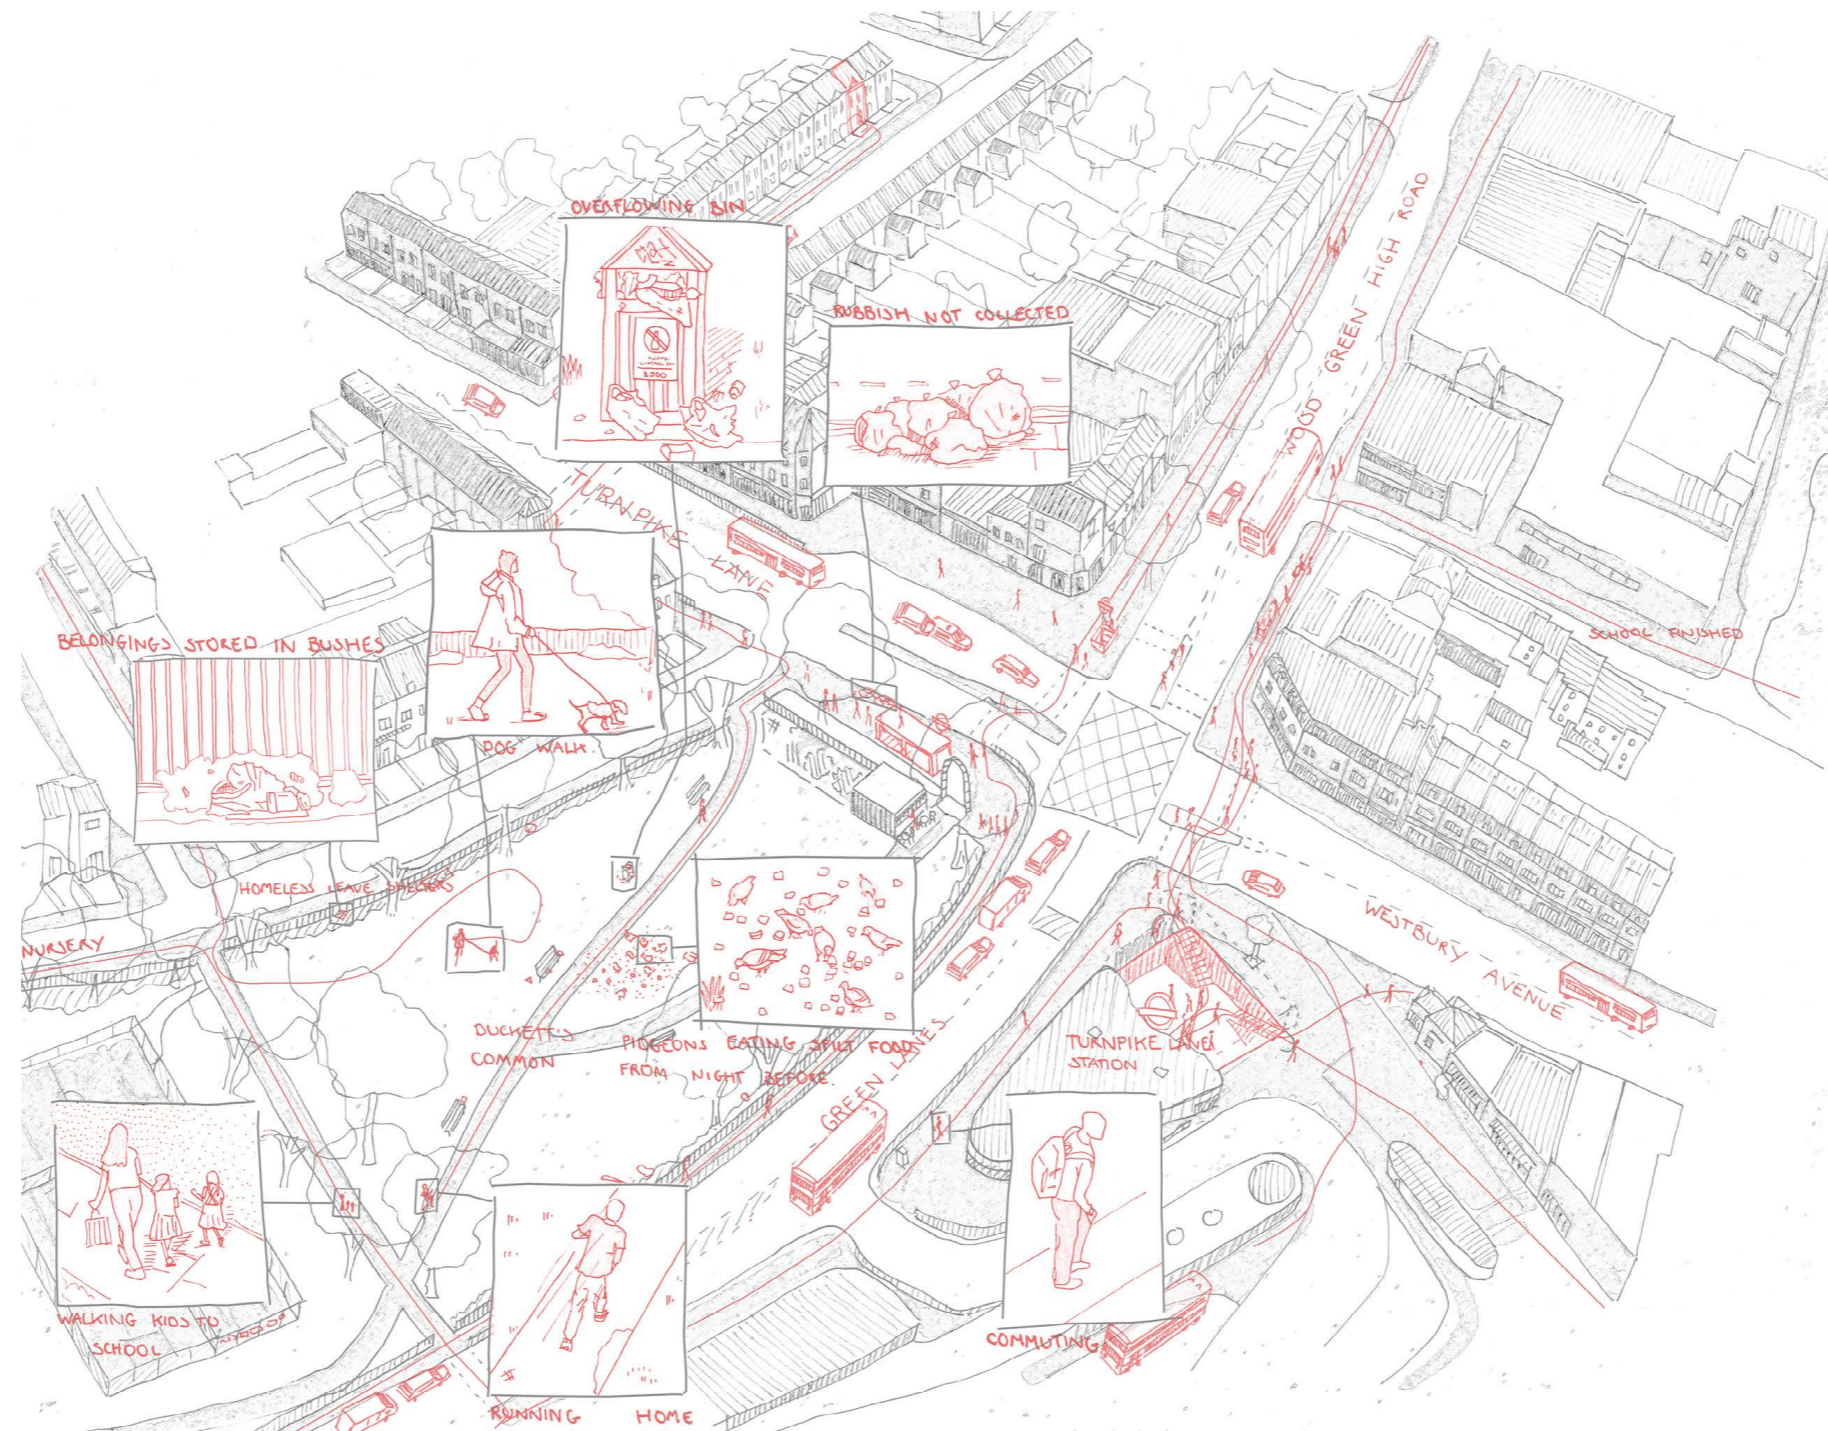 OVERFLOWING BIN
RUBBISH NOT COLLECTED
WOOD GREEN HIGH ROAD
TURNPIKE LANE
BELONGINGS STORED IN BUSHES
DOG WALK.
SCHOOL FINISHED
HOMELESS LEAVE SHELTERS
NURSERY
WESTBURY AVENUE
DUCKETT'S
COMMON
PIDGEONS EATING SPILT FOOD
FROM NIGHT BEFORE.
GREEN LANES
TURNPIKE LANE
STATION
WALKING KIDS TO
SCHOOL
RUNNING HOME
COMMUTING